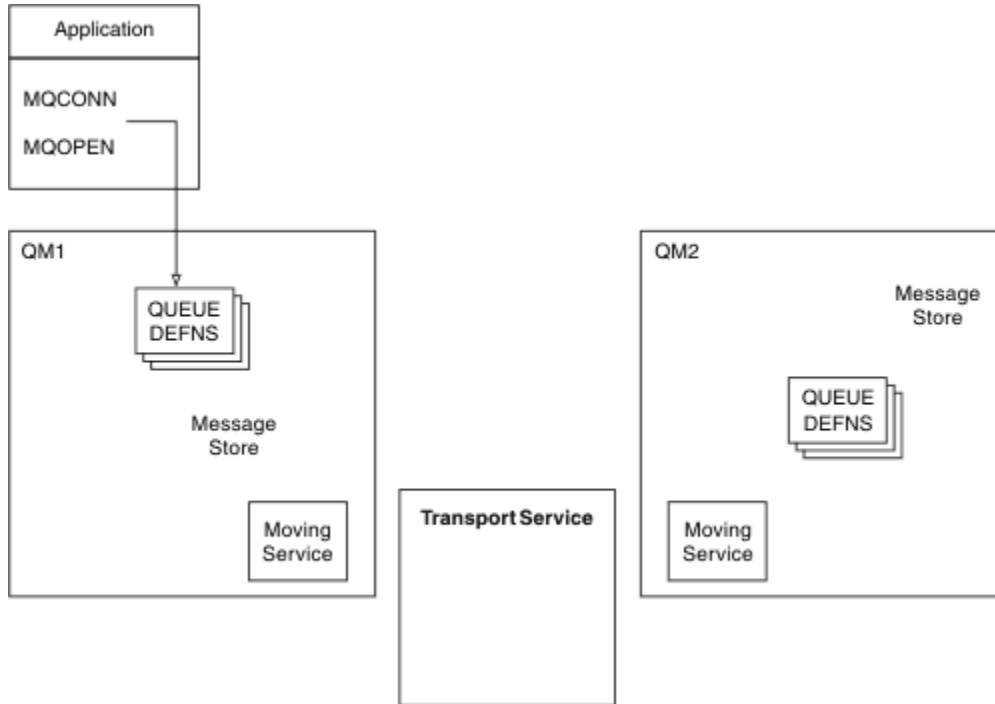 Application
MQCONN
MQOPEN
QM1
QUEUE
DEFNS
Message
Store
Moving
Service
Transport Service
QM2
Message
Store
QUEUE
DEFNS
Moving
Service